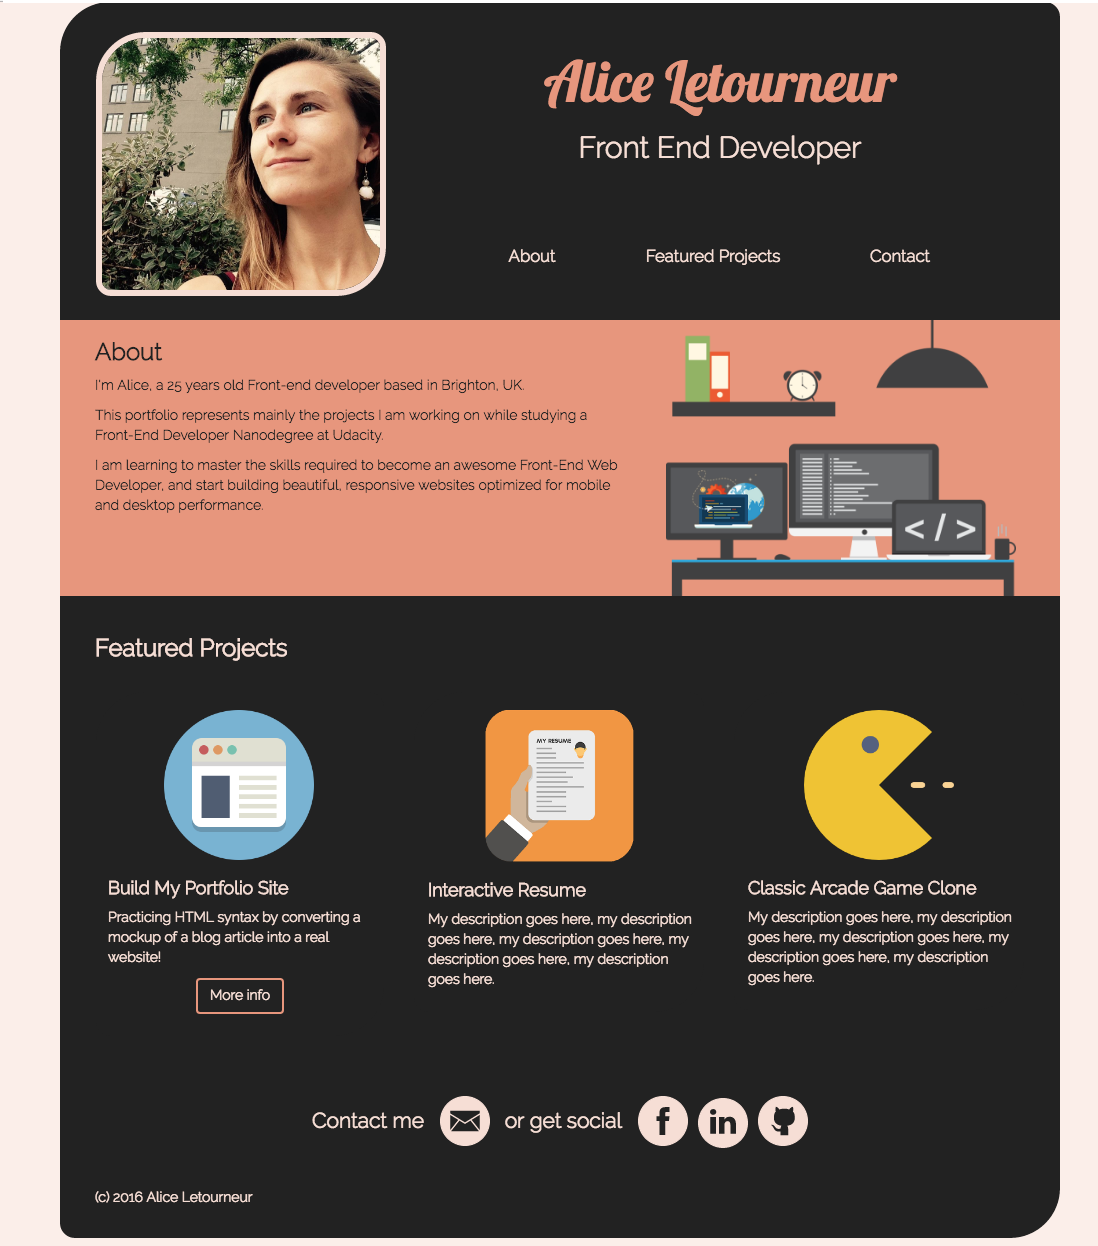 Alice Letourneur
Front End Developer
About
Featured Projects
Contact
About
I'm Alice, a 25 years old Front-end developer based in Brighton, UK.
This portfolio represents mainly the projects I am working on while studying a
Front-End Developer Nanodegree at Udacity.
I am learning to master the skills required to become an awesome Front-End Web
Developer, and start building beautiful, responsive websites optimized for mobile
and desktop performance.
</>
Featured Projects
MY RESUME
Build My Portfolio Site
Practicing HTML syntax by converting a
mockup of a blog article into a real
website!
More info
Interactive Resume
My description goes here, my description
goes here, my description goes here, my
description goes here, my description
goes here.
Classic Arcade Game Clone
My description goes here, my description
goes here, my description goes here, my
description goes here, my description
goes here.
Contact me
or get social
f
in
(c) 2016 Alice Letourneur